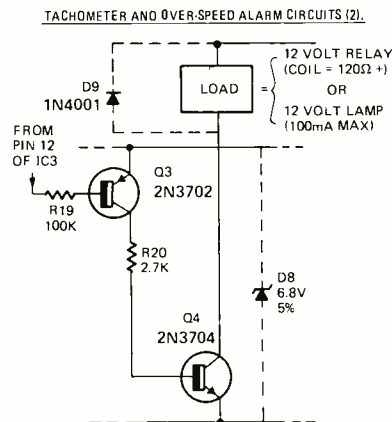 TACHOMETER AND OVER-SPEED ALARM CIRCUITS (2).
12 VOLT RELAY
(COIL = 120Ω +)
OR
12 VOLT LAMP
(100mA MAX)
LOAD
=
D9
1N4001
FROM
PIN 12
OF IC3
Q3
2N3702
R19
100K
R20
2.7K
D8
6.8V
5%
Q4
2N3704